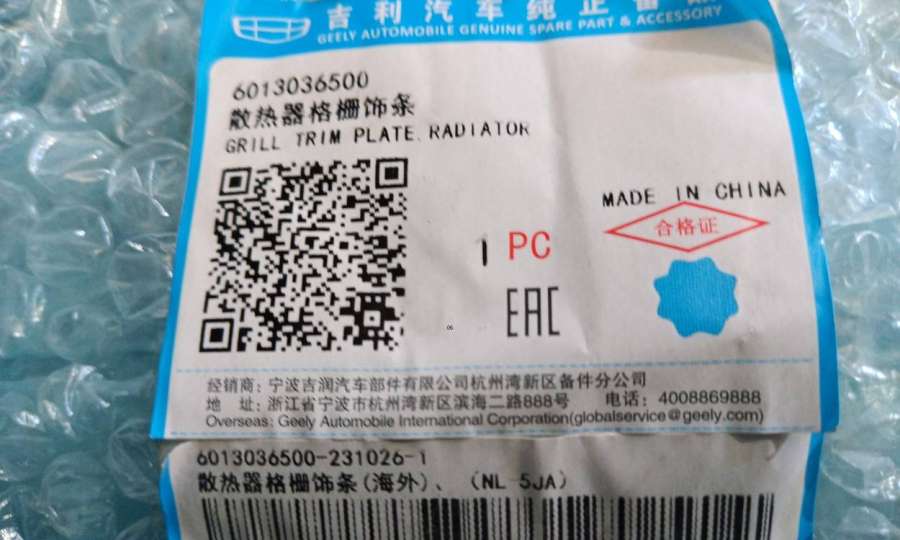 吉利汽车纯正备
GEELY AUTOMOBILE GENUINE SPARE PART & ACCESSORY
6013036500
散热器格栅饰条
GRILL TRIM PLATE.RADIATOR
MADE IN CHINA
合格证
1 PC
EAC
经销商: 宁波吉润汽车部件有限公司杭州湾新区备件分公司
地 址: 浙江省宁波市杭州湾新区滨海二路888号 电话: 4008869888
Overseas: Geely Automobile International Corporation(globalservice@geely.com)
6013036500-231026-1
散热器格栅饰条(海外)、 (NL-5JA)